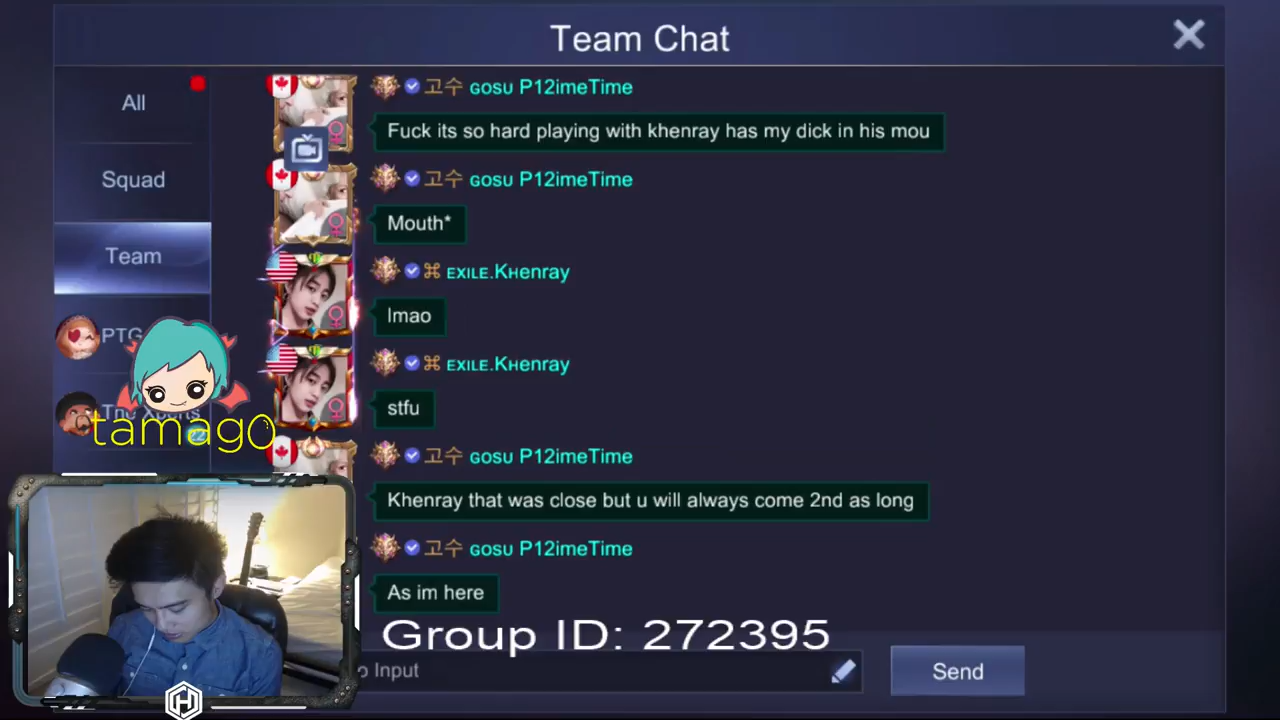 Team Chat
All
고수 GOSU P12imeTime
Fuck its so hard playing with khenray has my dick in his mou
Squad
고수 GOSU P12imeTime
Mouth*
Team
⌘ EXILE.KHenray
lmao
PTG
⌘ EXILE.KHenray
stfu
The Xperts
tamago
고수 GOSU P12imeTime
Khenray that was close but u will always come 2nd as long
고수 GOSU P12imeTime
As im here
Group ID: 272395
o Input
Send